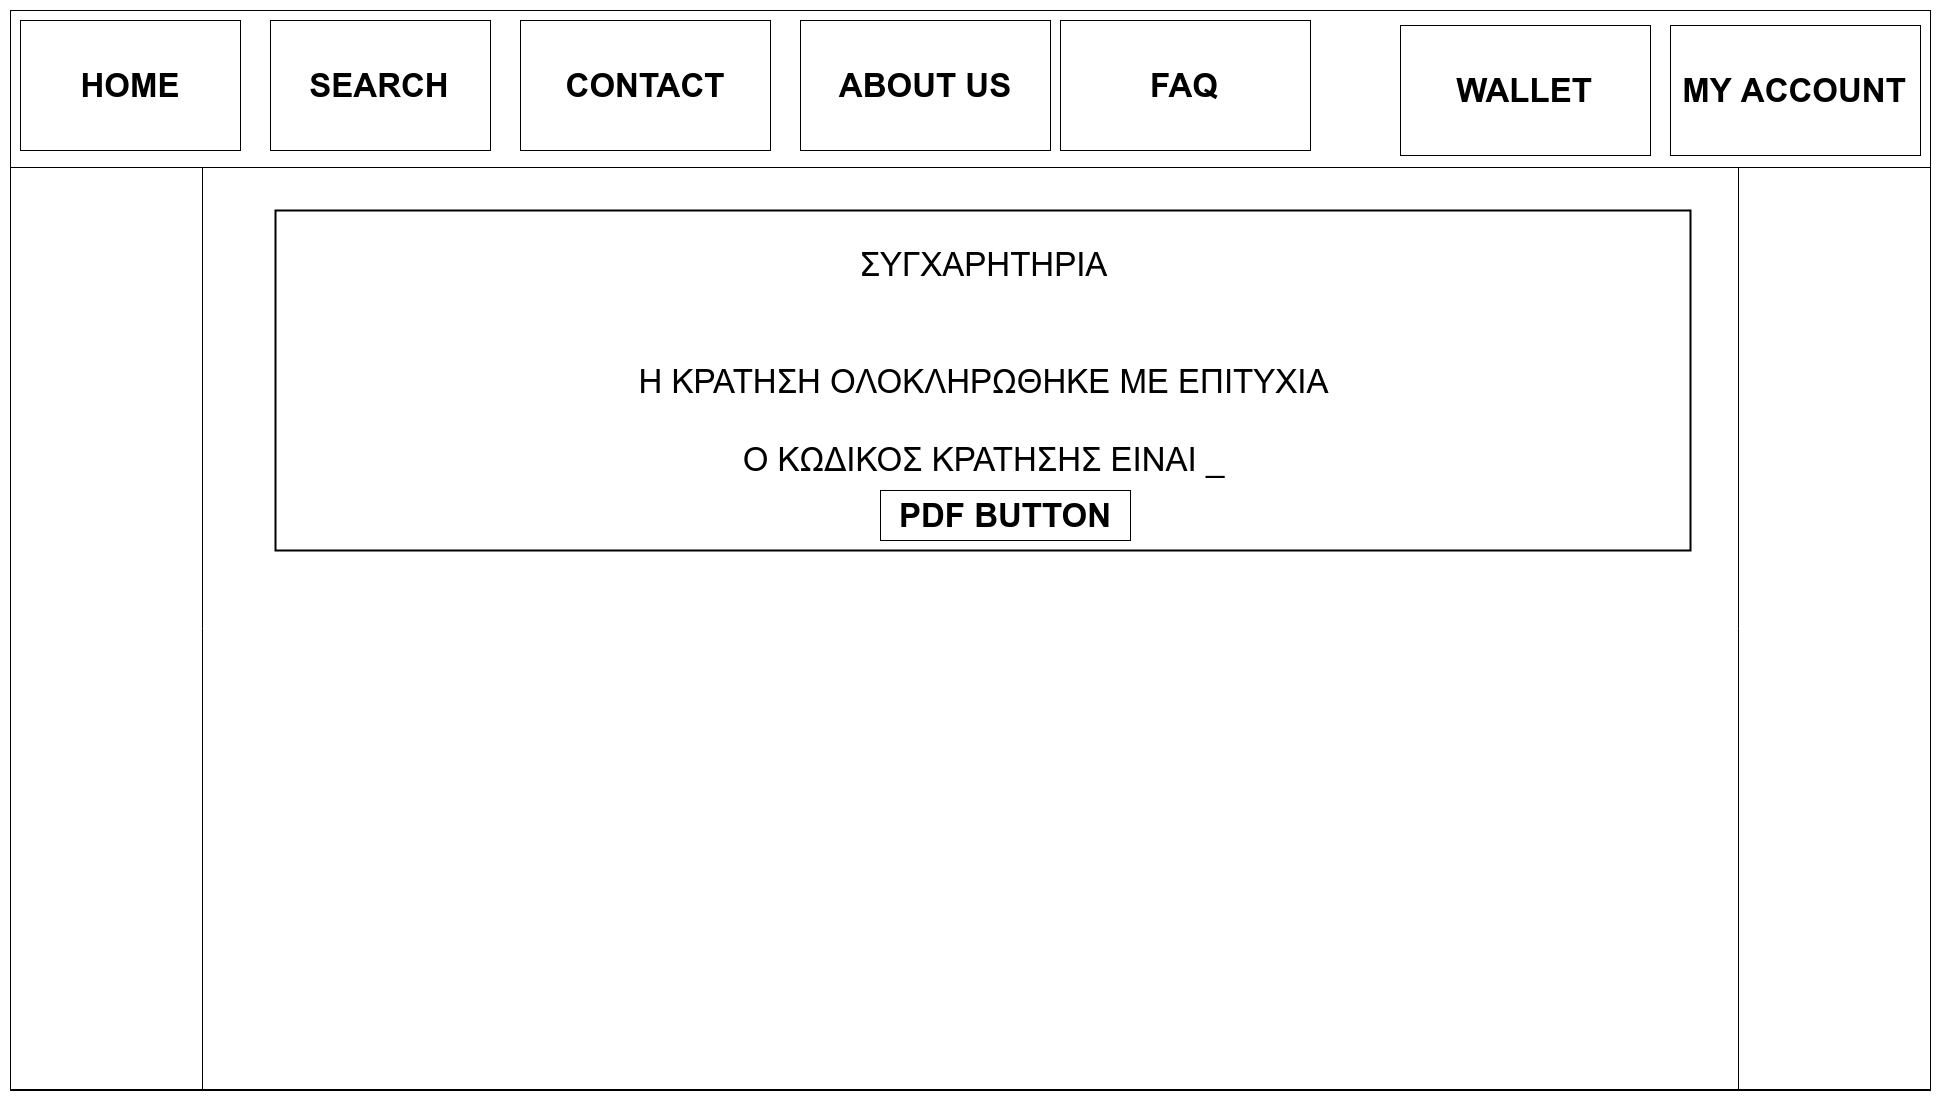 HOME SEARCH CONTACT ABOUT US FAQ WALLET MY ACCOUNT
ΣΥΓΧΑΡΗΤΗΡΙΑ
Η ΚΡΑΤΗΣΗ ΟΛΟΚΛΗΡΩΘΗΚΕ ΜΕ ΕΠΙΤΥΧΙΑ
Ο ΚΩΔΙΚΟΣ ΚΡΑΤΗΣΗΣ ΕΙΝΑΙ _
PDF BUTTON